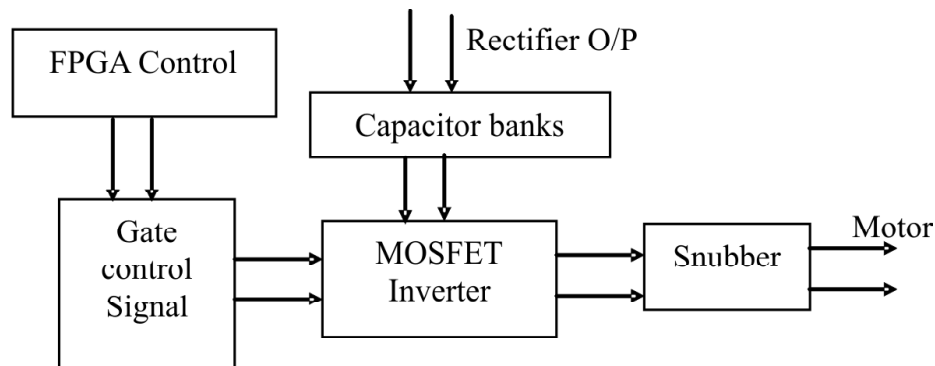 Rectifier O/P
FPGA Control
Capacitor banks
Gate
control
Signal
MOSFET
Inverter
Snubber
Motor